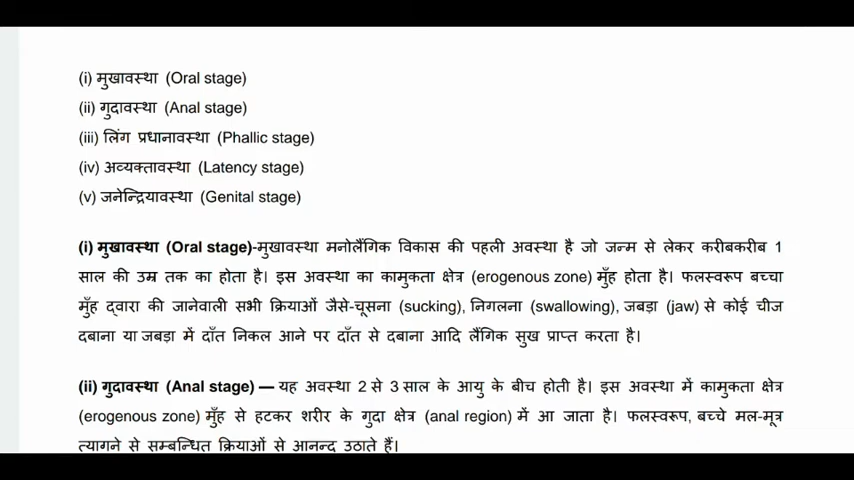 (i) मुखावस्था (Oral stage)
(ii) गुदावस्था (Anal stage)
(iii) लिंग प्रधानावस्था (Phallic stage)
(iv) अव्यक्तावस्था (Latency stage)
(v) जनेन्द्रियावस्था (Genital stage)
(i) मुखावस्था (Oral stage)-मुखावस्था मनोलैंगिक विकास की पहली अवस्था है जो जन्म से लेकर करीबकरीब 1
साल की उम्र तक का होता है। इस अवस्था का कामुकता क्षेत्र (erogenous zone) मुँह होता है। फलस्वरूप बच्चा
मुँह द्वारा की जानेवाली सभी क्रियाओं जैसे-चूसना (sucking), निगलना (swallowing), जबड़ा (jaw) से कोई चीज
दबाना या जबड़ा में दाँत निकल आने पर दाँत से दबाना आदि लैंगिक सुख प्राप्त करता है।
(ii) गुदावस्था (Anal stage) — यह अवस्था 2 से 3 साल के आयु के बीच होती है। इस अवस्था में कामुकता क्षेत्र
(erogenous zone) मुँह से हटकर शरीर के गुदा क्षेत्र (anal region) में आ जाता है। फलस्वरूप, बच्चे मल-मूत्र
त्यागने से सम्बन्धित क्रियाओं से आनन्द उठाते हैं।